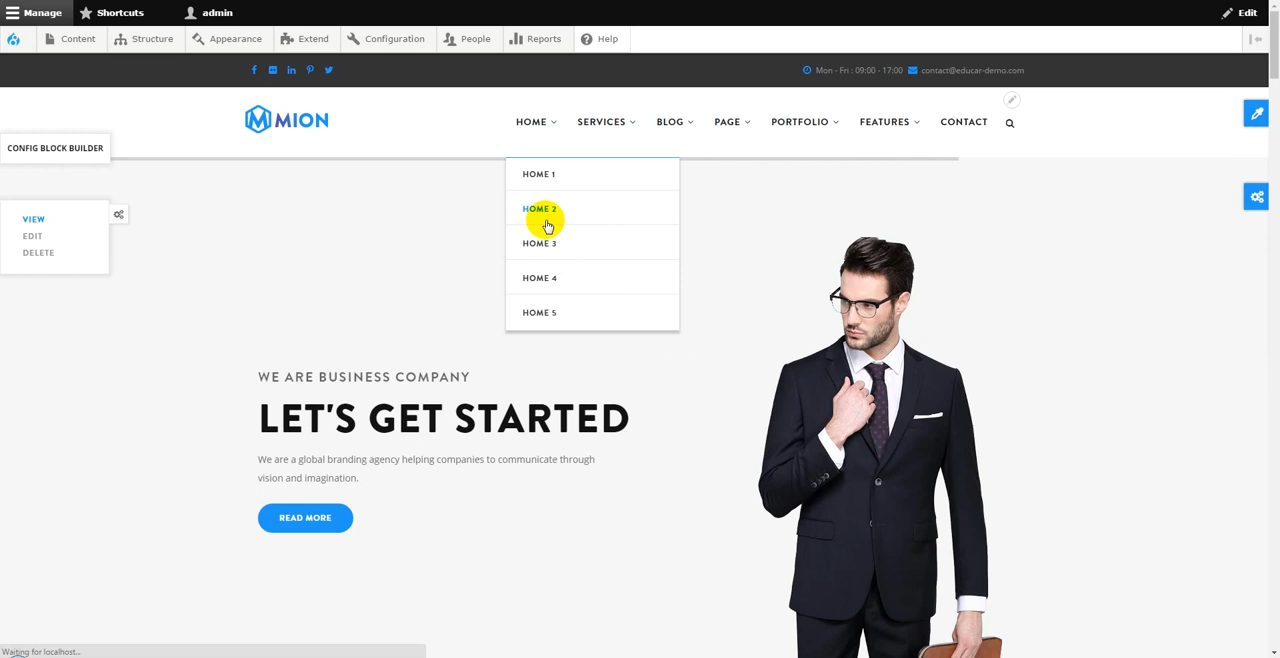 Manage Shortcuts admin Edit
Content Structure Appearance Extend Configuration People Reports Help
Mon - Fri : 09:00 - 17:00 contact@educar-demo.com
MION
HOME SERVICES BLOG PAGE PORTFOLIO FEATURES CONTACT
CONFIG BLOCK BUILDER
HOME 1
HOME 2
HOME 3
HOME 4
HOME 5
VIEW
EDIT
DELETE
WE ARE BUSINESS COMPANY
LET'S GET STARTED
We are a global branding agency helping companies to communicate through
vision and imagination.
READ MORE
Waiting for localhost...